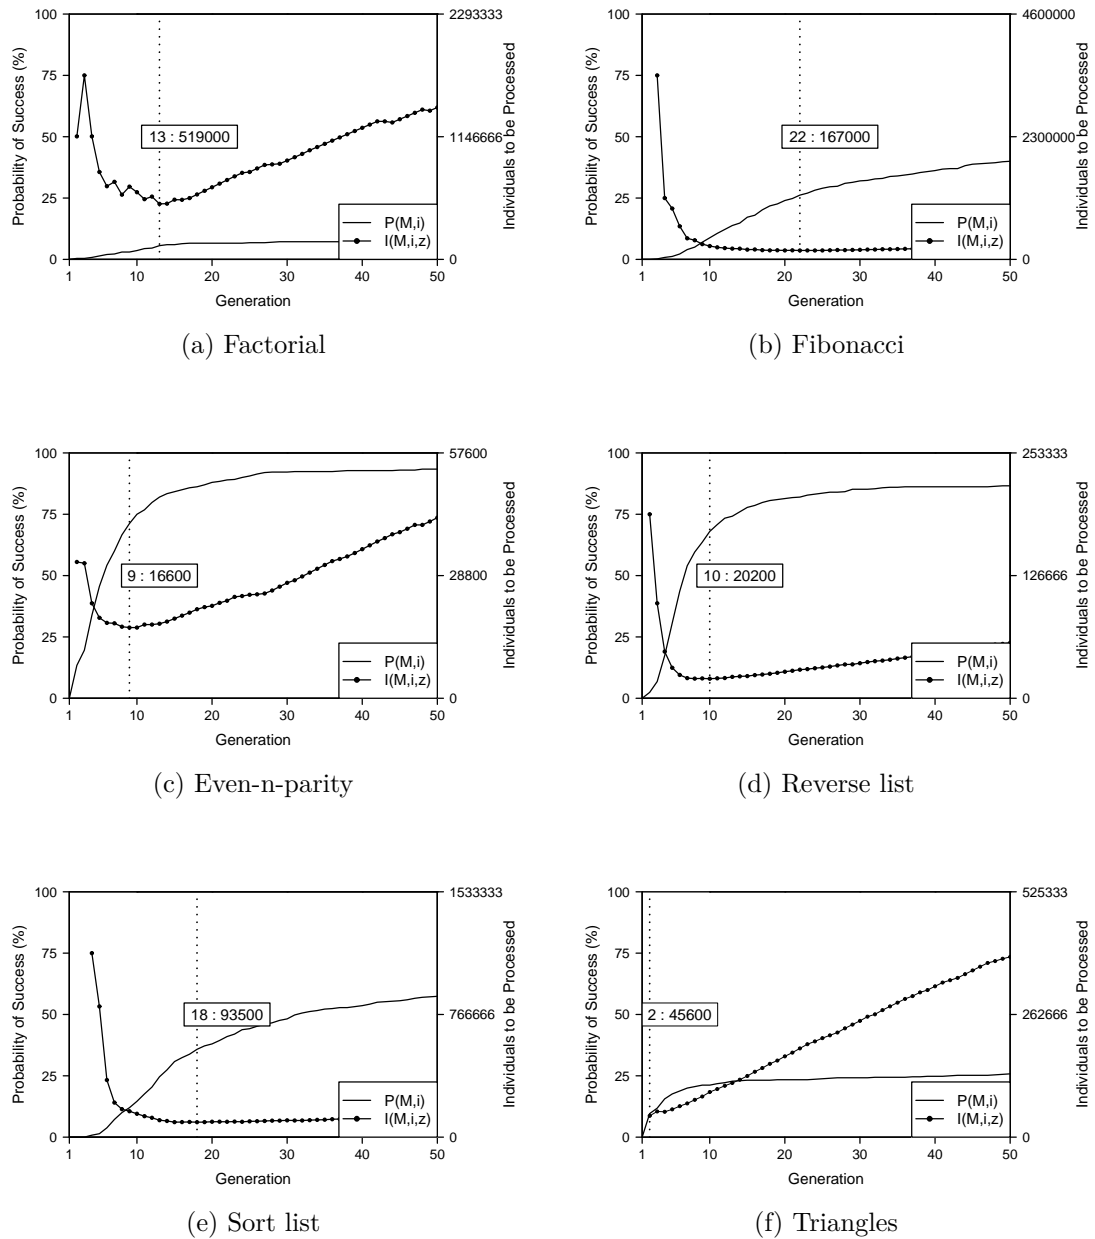 Probability of Success (%)
100
75
50
25
0
2293333
1146666
0
Individuals to be Processed
13 : 519000
P(M,i)
I(M,i,z)
1 10 20 30 40 50
Generation
(a) Factorial
Probability of Success (%)
100
75
50
25
0
4600000
2300000
0
Individuals to be Processed
22 : 167000
P(M,i)
I(M,i,z)
1 10 20 30 40 50
Generation
(b) Fibonacci
Probability of Success (%)
100
75
50
25
0
57600
28800
0
Individuals to be Processed
9 : 16600
P(M,i)
I(M,i,z)
1 10 20 30 40 50
Generation
(c) Even-n-parity
Probability of Success (%)
100
75
50
25
0
253333
126666
0
Individuals to be Processed
10 : 20200
P(M,i)
I(M,i,z)
1 10 20 30 40 50
Generation
(d) Reverse list
Probability of Success (%)
100
75
50
25
0
1533333
766666
0
Individuals to be Processed
18 : 93500
P(M,i)
I(M,i,z)
1 10 20 30 40 50
Generation
(e) Sort list
Probability of Success (%)
100
75
50
25
0
525333
262666
0
Individuals to be Processed
2 : 45600
P(M,i)
I(M,i,z)
1 10 20 30 40 50
Generation
(f) Triangles